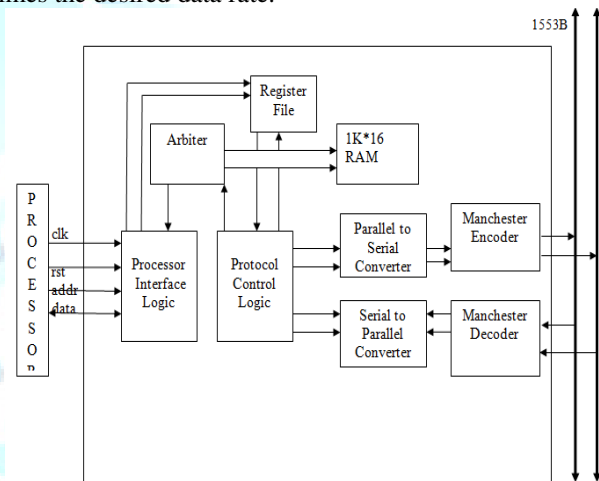 1553B
Register
File
Arbiter
1K*16
RAM
P
R
O
C
E
S
S
O
clk
rst
addr
data
Processor
Interface
Logic
Protocol
Control
Logic
Parallel to
Serial
Converter
Manchester
Encoder
Serial to
Parallel
Converter
Manchester
Decoder